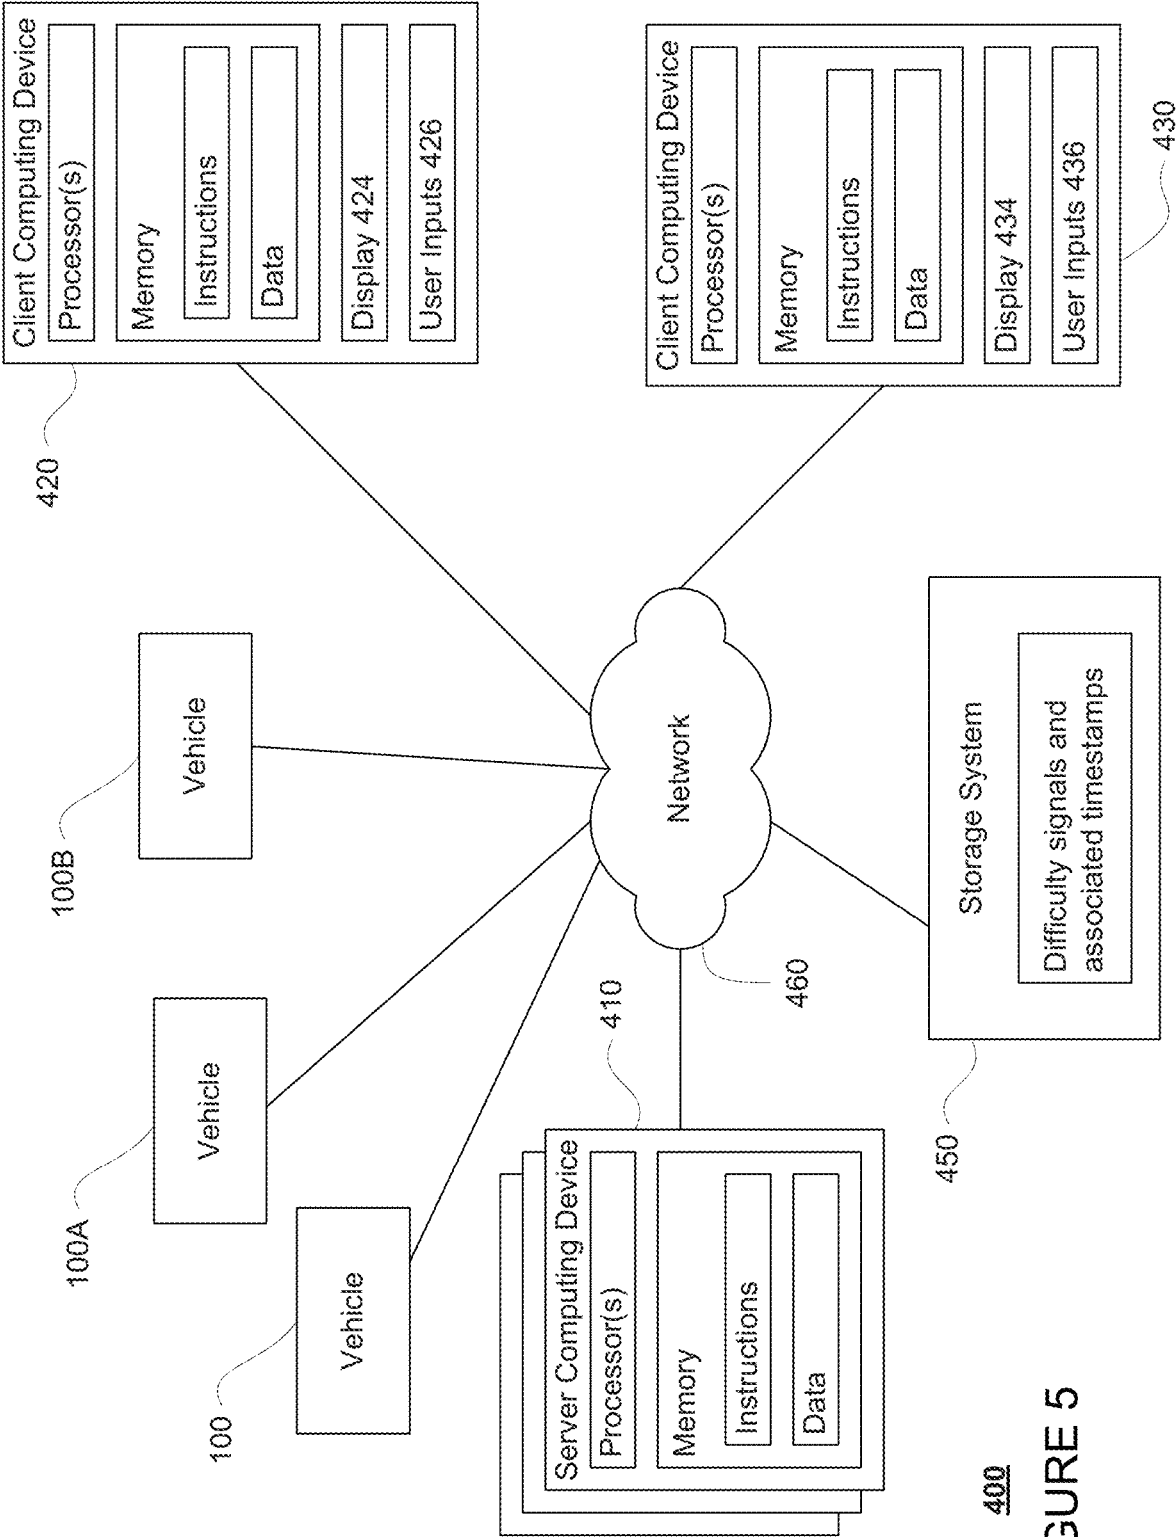 100
100A
100B
420
Vehicle
Vehicle
Vehicle
Client Computing Device
Processor(s)
Memory
Instructions
Data
Display 424
User Inputs 426
Server Computing Device
Processor(s)
Memory
Instructions
Data
410
Network
460
Client Computing Device
Processor(s)
Memory
Instructions
Data
Display 434
User Inputs 436
430
450
Storage System
Difficulty signals and
associated timestamps
400
GURE 5